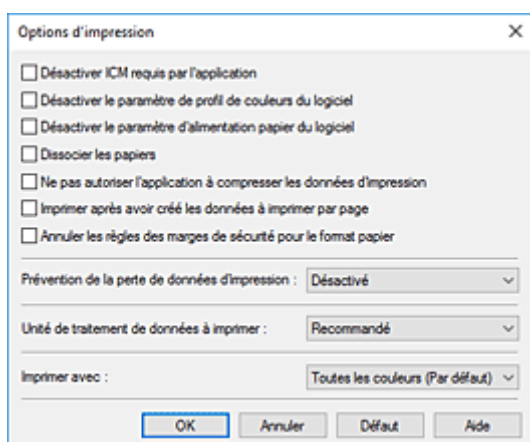 Options d'impression
Désactiver ICM requis par l'application
Désactiver le paramètre de profil de couleurs du logiciel
Désactiver le paramètre d'alimentation papier du logiciel
Dissocier les papiers
Ne pas autoriser l'application à compresser les données d'impression
Imprimer après avoir créé les données à imprimer par page
Annuler les règles des marges de sécurité pour le format papier
Prévention de la perte de données d'impression : Désactivé
Unité de traitement de données à imprimer : Recommandé
Imprimer avec : Toutes les couleurs (Par défaut)
OK Annuler Défaut Aide